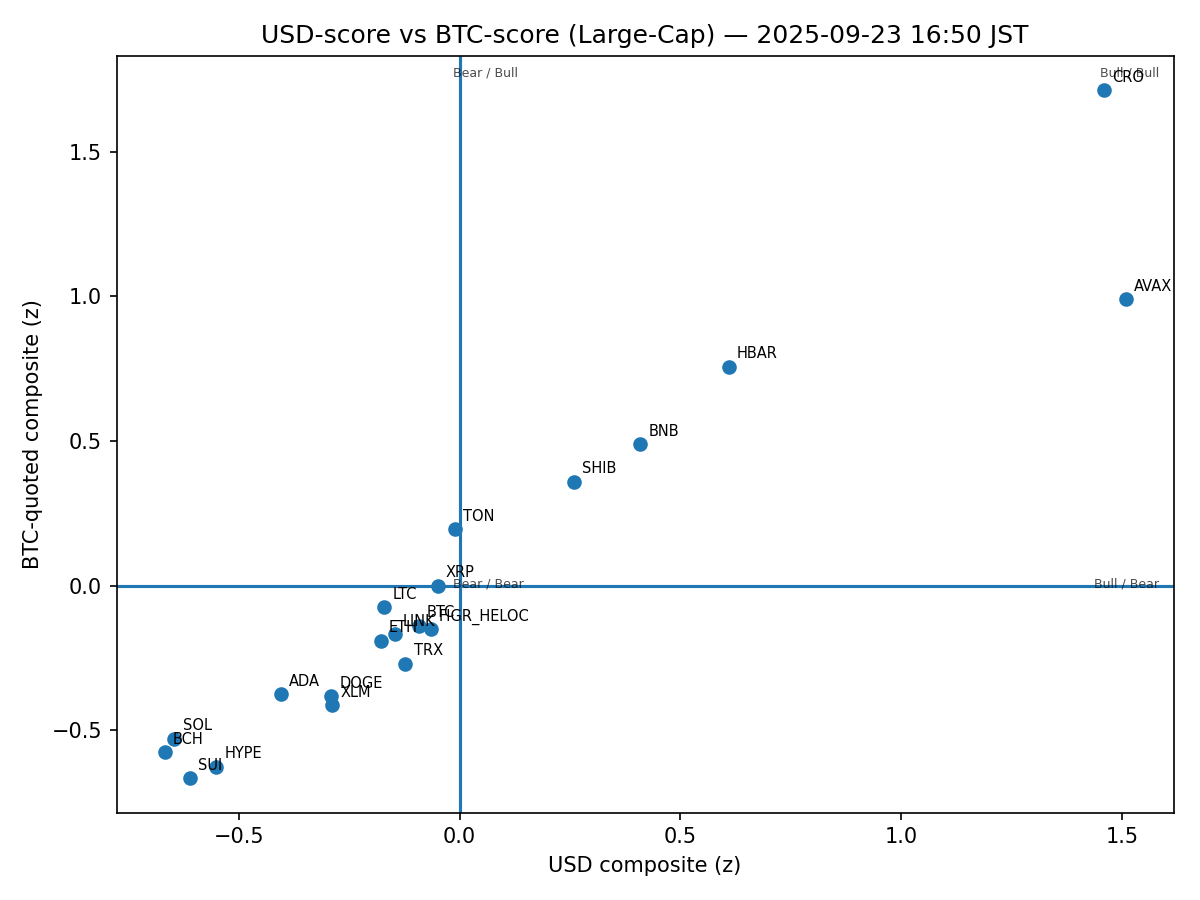 USD-score vs BTC-score (Large-Cap) — 2025-09-23 16:50 JST
Bear / Bull
Bull / Bull
CRO
1.5
AVAX
1.0
HBAR
BNB
0.5
SHIB
TON
XRP
0.0
Bear / Bear
Bull / Bear
LTC
BTC
FIGR_HELOC
LINK
ETH
TRX
ADA
DOGE
XLM
SOL
−0.5
BCH
HYPE
SUI
−0.5
0.0
0.5
1.0
1.5
USD composite (z)
BTC-quoted composite (z)